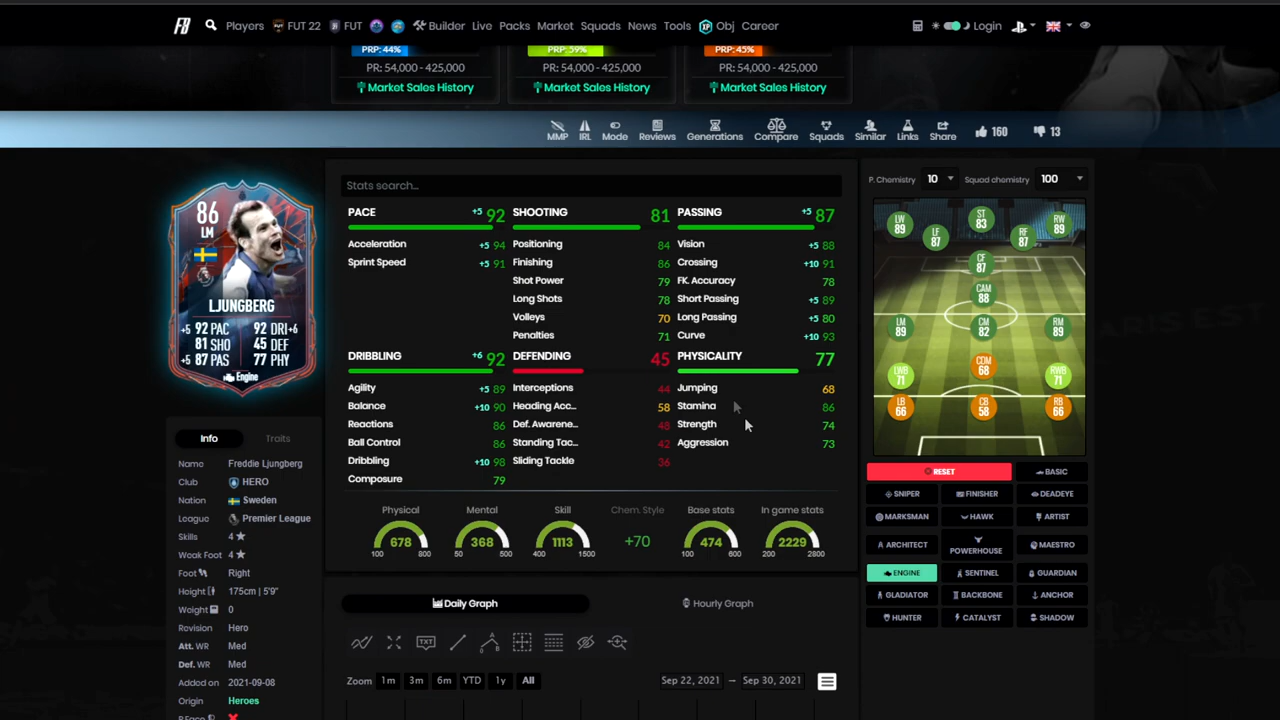 FB Players FUT 22 FUT Builder Live Packs Market Squads News Tools XP Obj Career Login
PRP: 44% PRP: 59% PRP: 45%
PR: 54,000 - 425,000 PR: 54,000 - 425,000 PR: 54,000 - 425,000
Market Sales History Market Sales History Market Sales History
MMP IRL Mode Reviews Generations Compare Squads Similar Links Share 160 13
86
LM
LJUNGBERG
+5 92 PAC 92 DRI +6
81 SHO 45 DEF
+5 87 PAS 77 PHY
Engine
Info Traits
Name Freddie Ljungberg
Club HERO
Nation Sweden
League Premier League
Skills 4★
Weak Foot 4★
Foot Right
Height 175cm | 5'9"
Weight 0
Revision Hero
Att. WR Med
Def. WR Med
Added on 2021-09-08
Origin Heroes
R.Face
Stats search...
PACE +5 92 SHOOTING 81 PASSING +5 87
Acceleration +5 94 Positioning 84 Vision +5 88
Sprint Speed +5 91 Finishing 86 Crossing +10 91
Shot Power 79 FK. Accuracy 78
Long Shots 78 Short Passing +5 89
Volleys 70 Long Passing +5 80
Penalties 71 Curve +10 93
DRIBBLING +6 92 DEFENDING 45 PHYSICALITY 77
Agility +5 89 Interceptions 44 Jumping 68
Balance +10 90 Heading Acc... 58 Stamina 86
Reactions 86 Def. Awarene... 48 Strength 74
Ball Control 86 Standing Tac... 42 Aggression 73
Dribbling +10 98 Sliding Tackle 36
Composure 79
Physical Mental Skill Chem. Style Base stats In game stats
678 368 1113 +70 474 2229
100 800 50 500 400 1500 100 600 200 2800
Daily Graph Hourly Graph
TXT
Zoom 1m 3m 6m YTD 1y All Sep 22, 2021 → Sep 30, 2021
P. Chemistry 10 Squad chemistry 100
LW 89 ST 83 RW 89
LF 87 RF 87
CF 87
CAM 88
LM 89 CM 82 RM 89
CDM 68
LWB 71 RWB 71
LB 66 CB 58 RB 66
RESET BASIC
SNIPER FINISHER DEADEYE
MARKSMAN HAWK ARTIST
ARCHITECT POWERHOUSE MAESTRO
ENGINE SENTINEL GUARDIAN
GLADIATOR BACKBONE ANCHOR
HUNTER CATALYST SHADOW